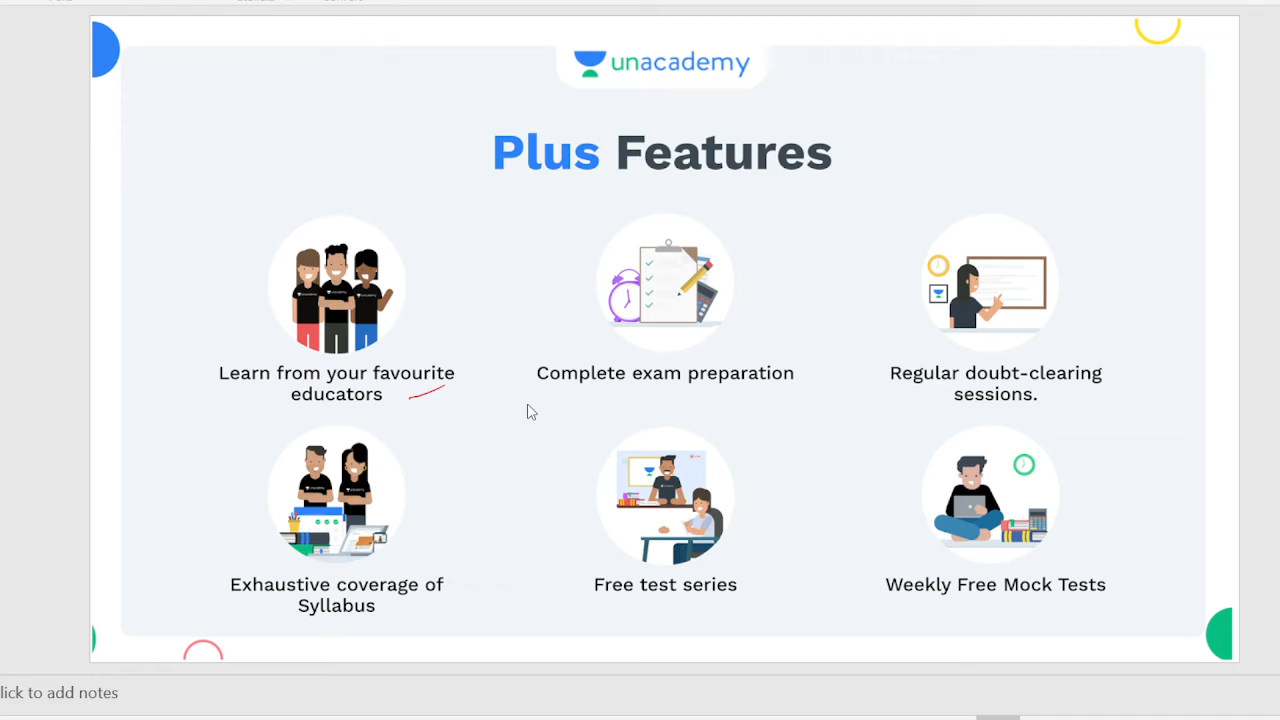 unacademy
Plus Features
Learn from your favourite
educators
Complete exam preparation
Regular doubt-clearing
sessions.
Exhaustive coverage of
Syllabus
Free test series
Weekly Free Mock Tests
lick to add notes